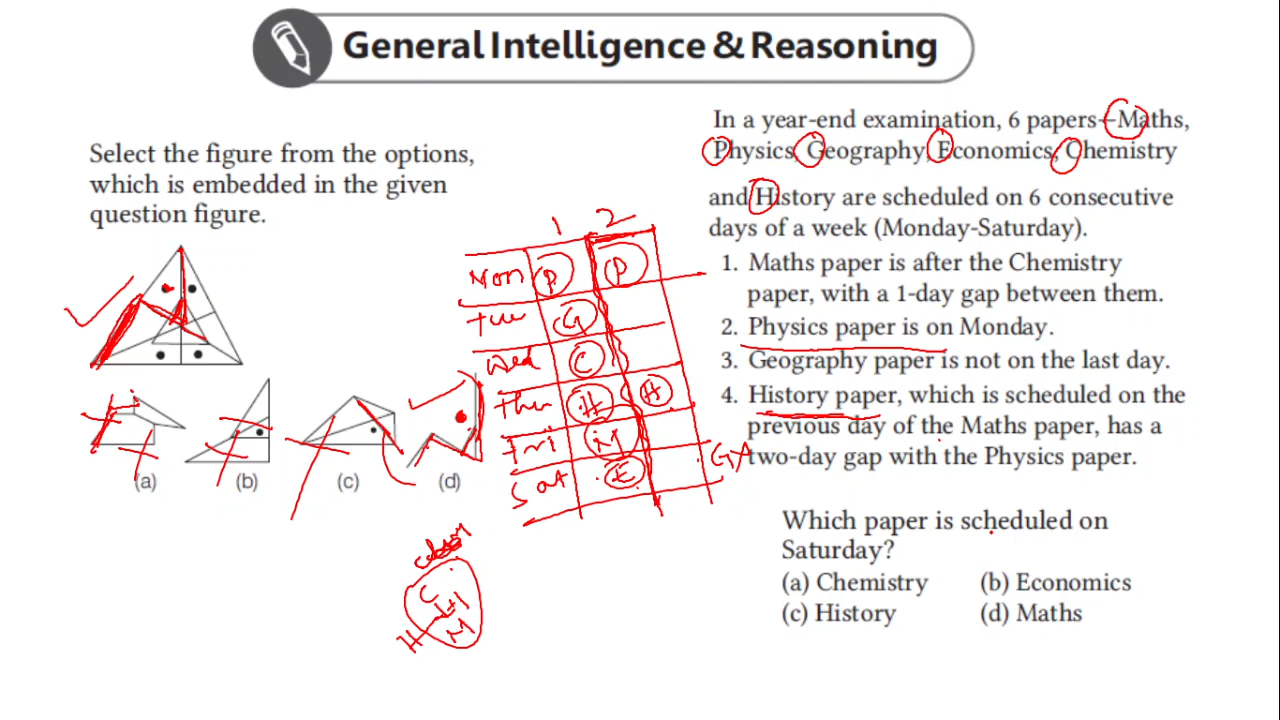 General Intelligence & Reasoning
Select the figure from the options,
which is embedded in the given
question figure.
(a) (b) (c) (d)
1 2
Mon P P
Tue G
Wed C
Thu H H
Fri M
Sat E
GX
C
1+1
H M
In a year-end examination, 6 papers—Maths,
Physics, Geography, Economics, Chemistry
and History are scheduled on 6 consecutive
days of a week (Monday-Saturday).
1. Maths paper is after the Chemistry
paper, with a 1-day gap between them.
2. Physics paper is on Monday.
3. Geography paper is not on the last day.
4. History paper, which is scheduled on the
previous day of the Maths paper, has a
two-day gap with the Physics paper.
Which paper is scheduled on
Saturday?
(a) Chemistry (b) Economics
(c) History (d) Maths